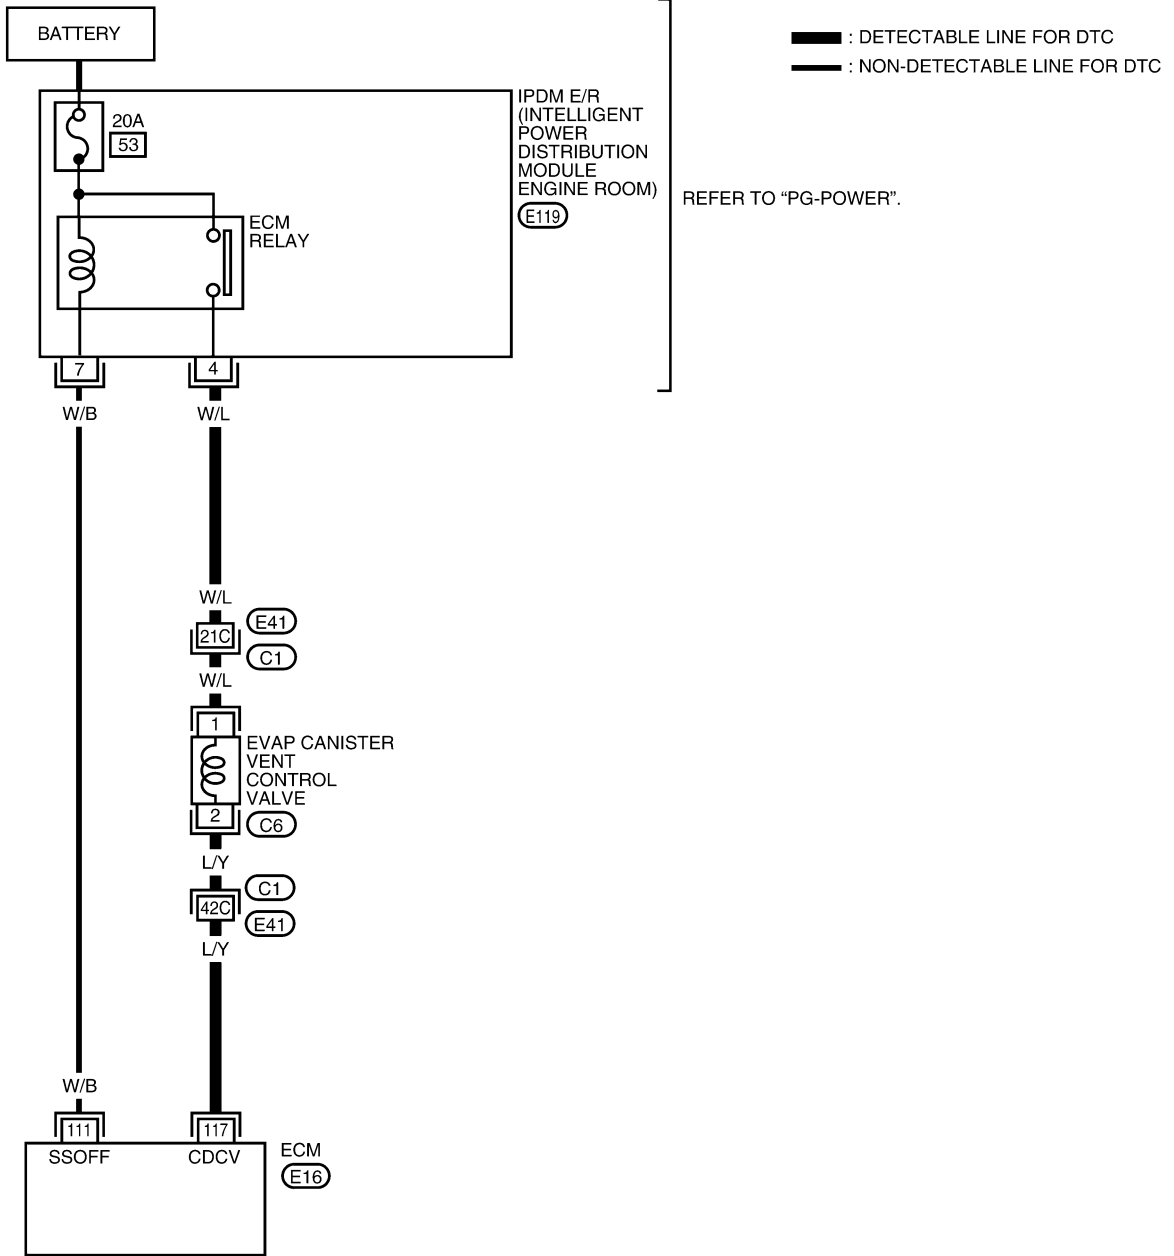 BATTERY
: DETECTABLE LINE FOR DTC
: NON-DETECTABLE LINE FOR DTC
20A
53
IPDM E/R
(INTELLIGENT
POWER
DISTRIBUTION
MODULE
ENGINE ROOM)
E119
REFER TO “PG-POWER”.
ECM
RELAY
7
4
W/B
W/L
W/L
E41
21C
C1
W/L
1
EVAP CANISTER
VENT
CONTROL
VALVE
2
C6
L/Y
C1
42C
E41
L/Y
W/B
111
117
SSOFF
CDCV
ECM
E16